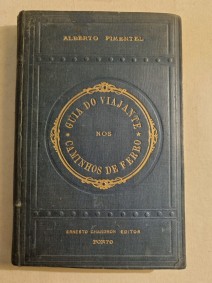 ALBERTO PIMENTEL
GUIA DO VIAJANTE
NOS
CAMINHOS DE FERRO
ERNESTO CHARDRON EDITOR
PORTO